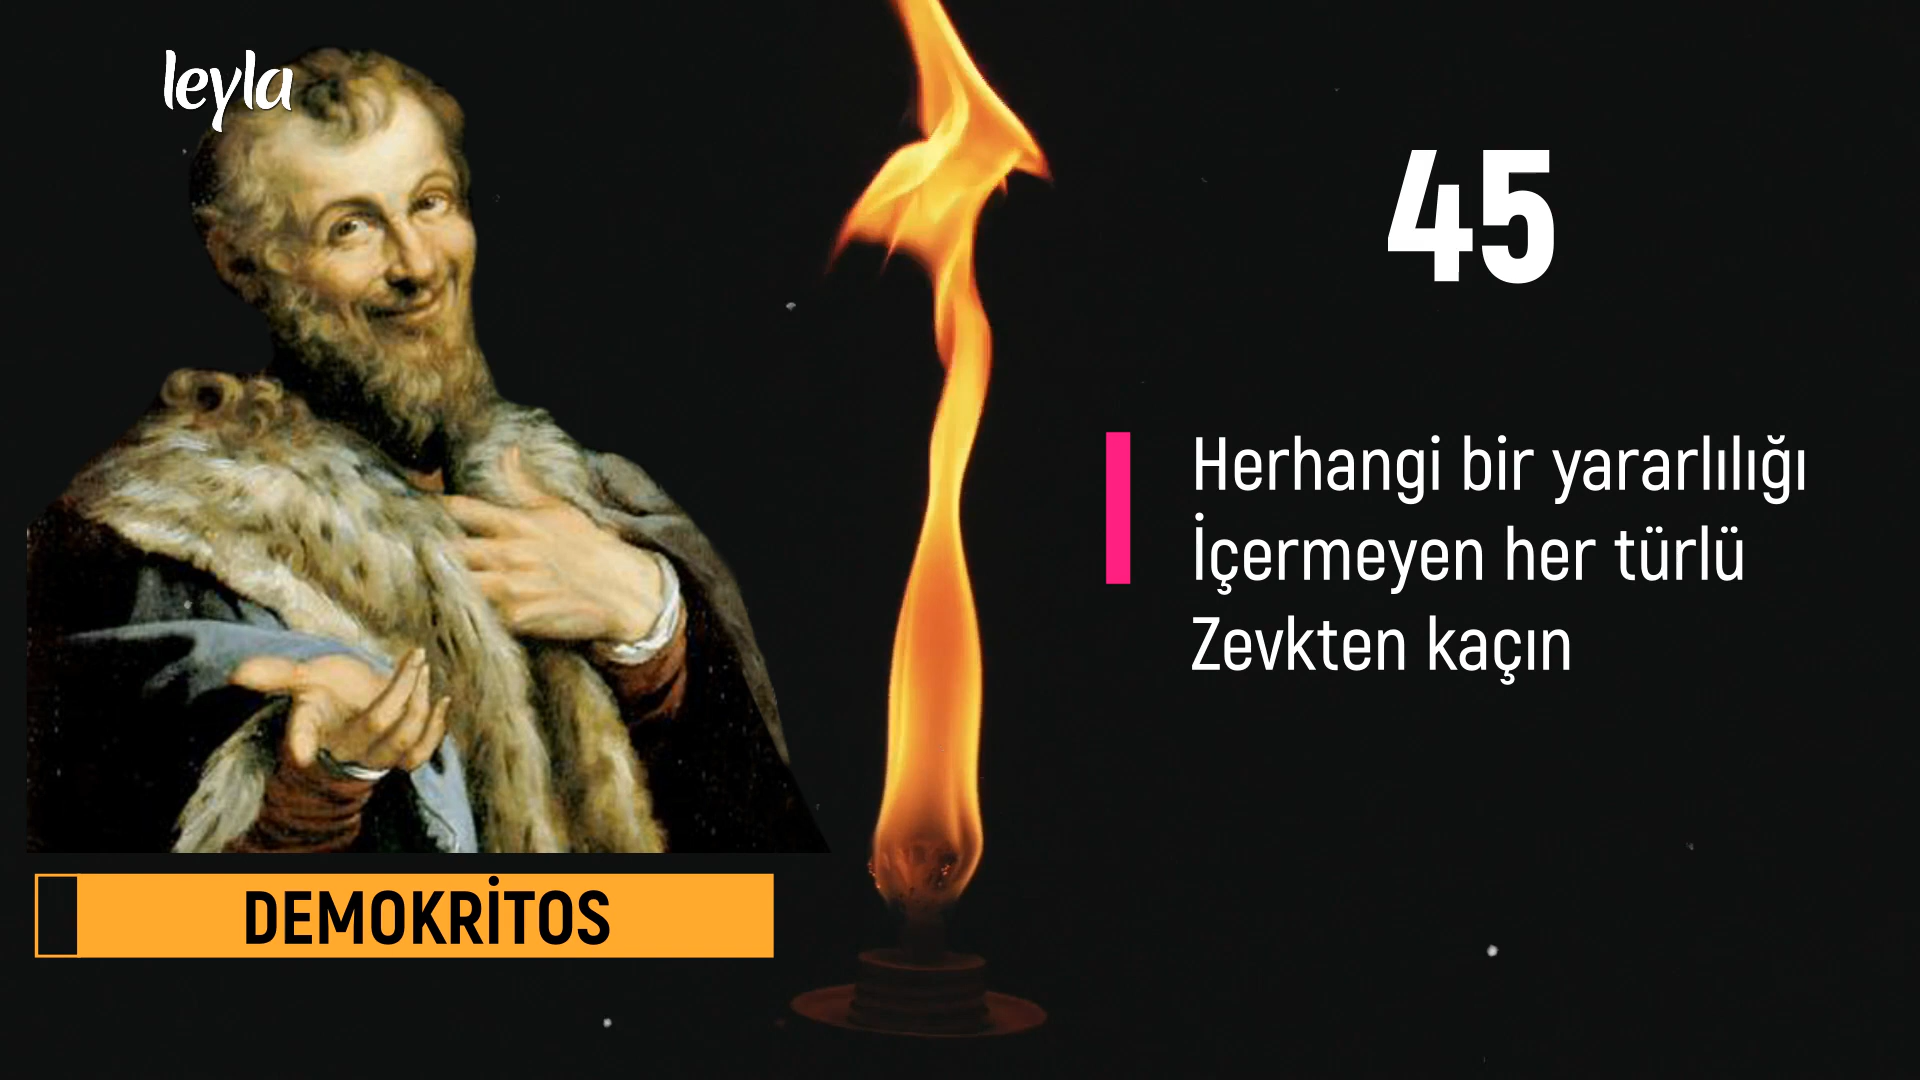 leyla
45
Herhangi bir yararlılığı
İçermeyen her türlü
Zevkten kaçın
DEMOKRİTOS